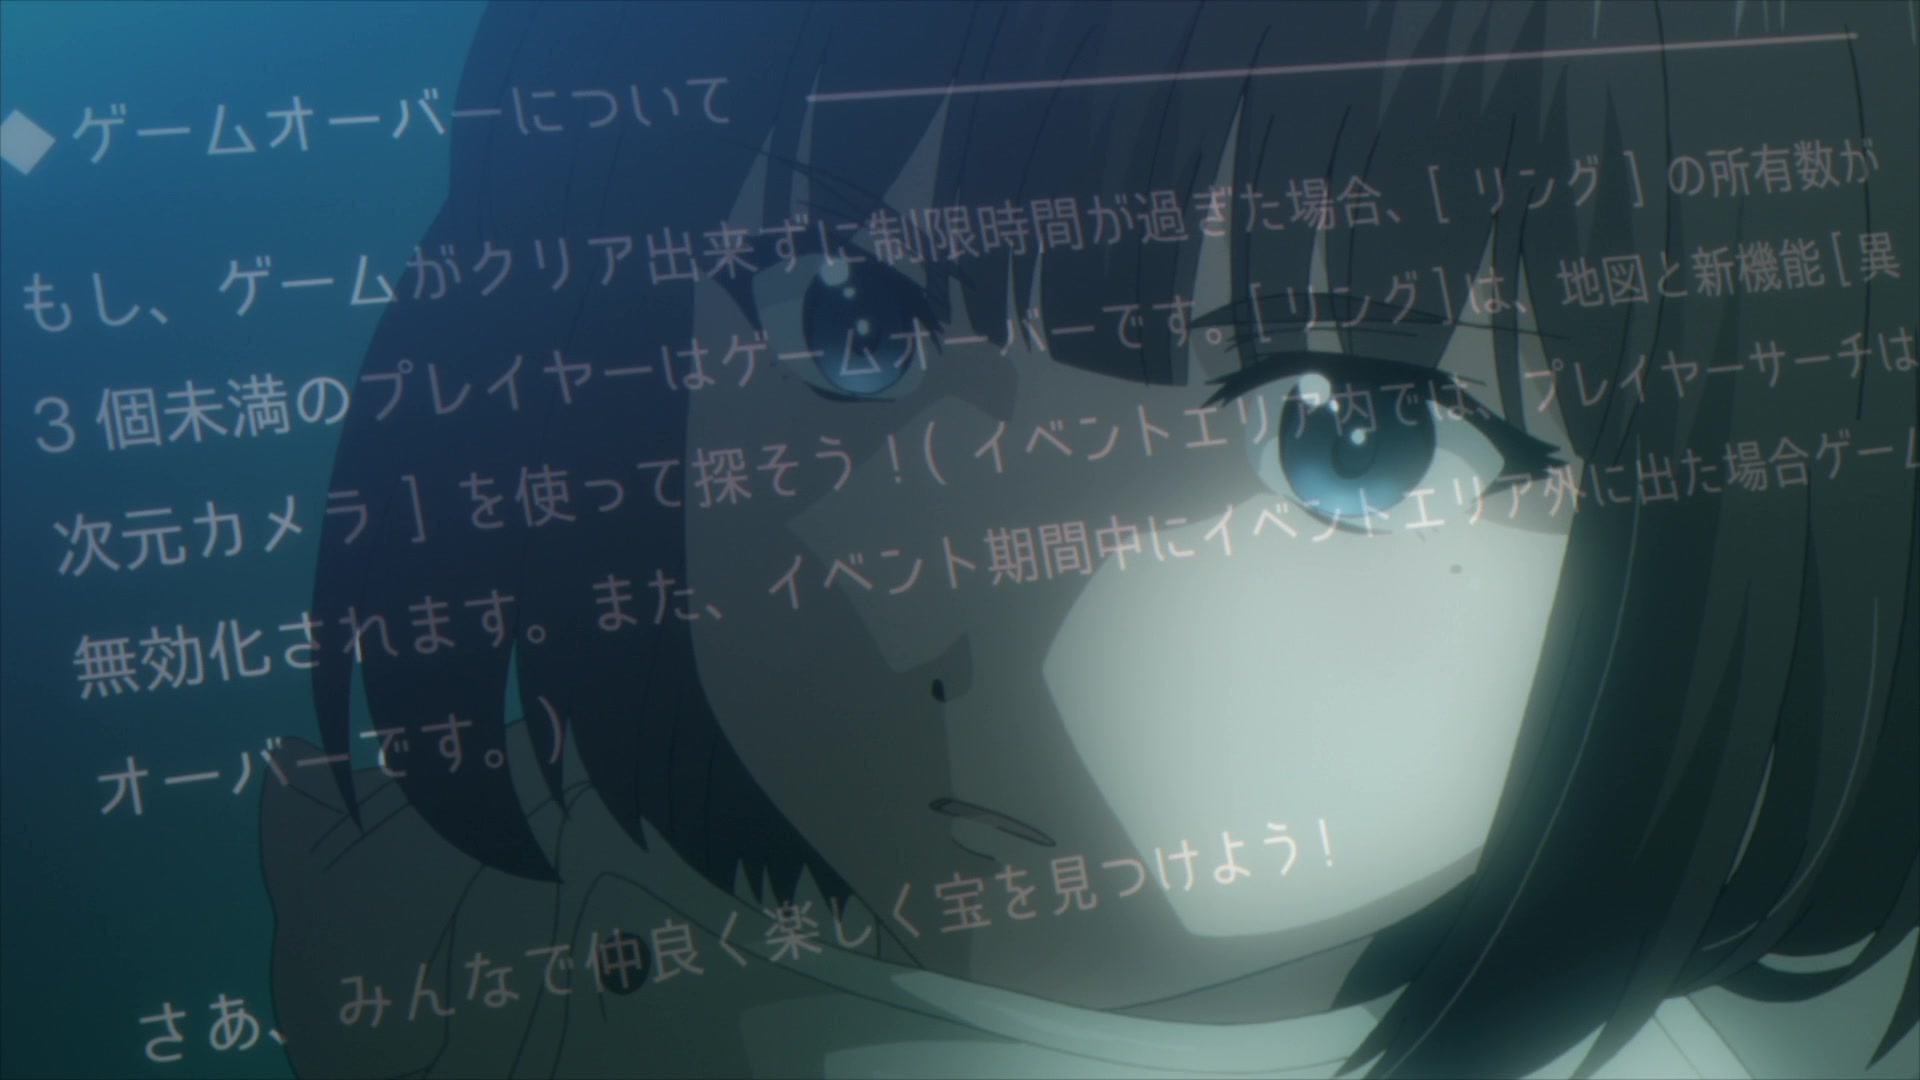 ◆ゲームオーバーについて
もし、ゲームがクリア出来ずに制限時間が過ぎた場合、[リング]の所有数が
3個未満のプレイヤーはゲームオーバーです。[リング]は、地図と新機能[異
次元カメラ]を使って探そう!(イベントエリア内では、プレイヤーサーチは
無効化されます。また、イベント期間中にイベントエリア外に出た場合ゲーム
オーバーです。)
さあ、みんなで仲良く楽しく宝を見つけよう!